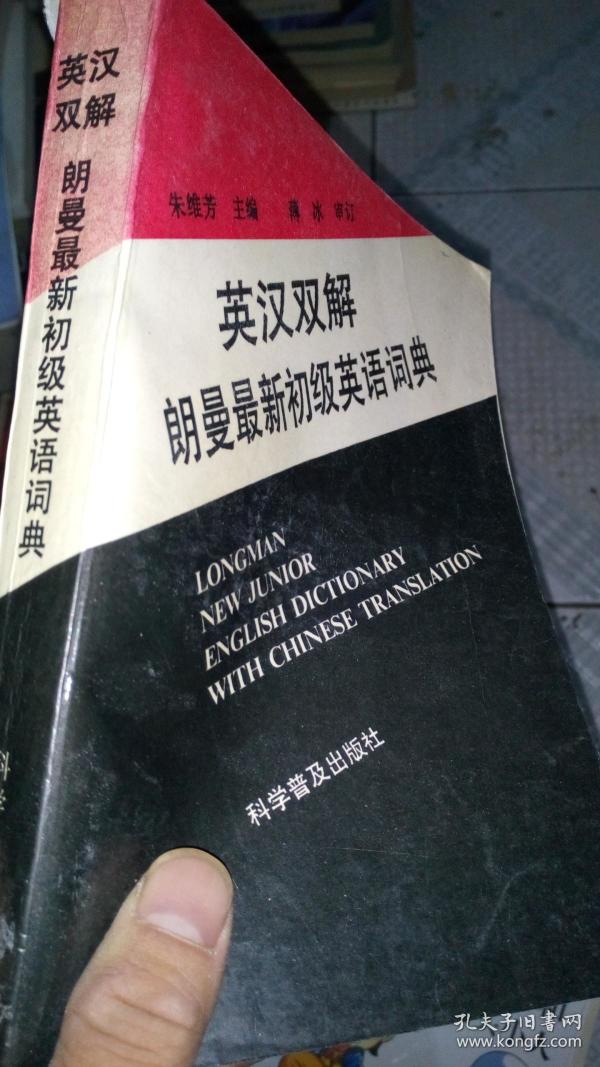 英汉
双解
朗曼最新初级英语词典
朱维芳 主编 薄冰 审订
英汉双解
朗曼最新初级英语词典
LONGMAN
NEW JUNIOR
ENGLISH DICTIONARY
WITH CHINESE TRANSLATION
科学普及出版社
孔夫子旧书网
www.kongfz.com